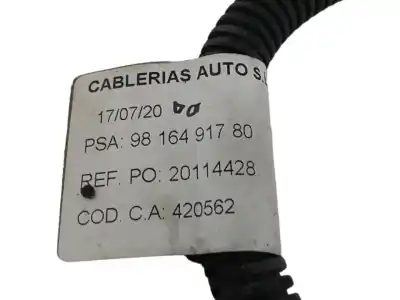 CABLERIAS AUTO S.
17/07/20
PSA: 98 164 917 80
REF. PO: 20114428
COD. C.A: 420562